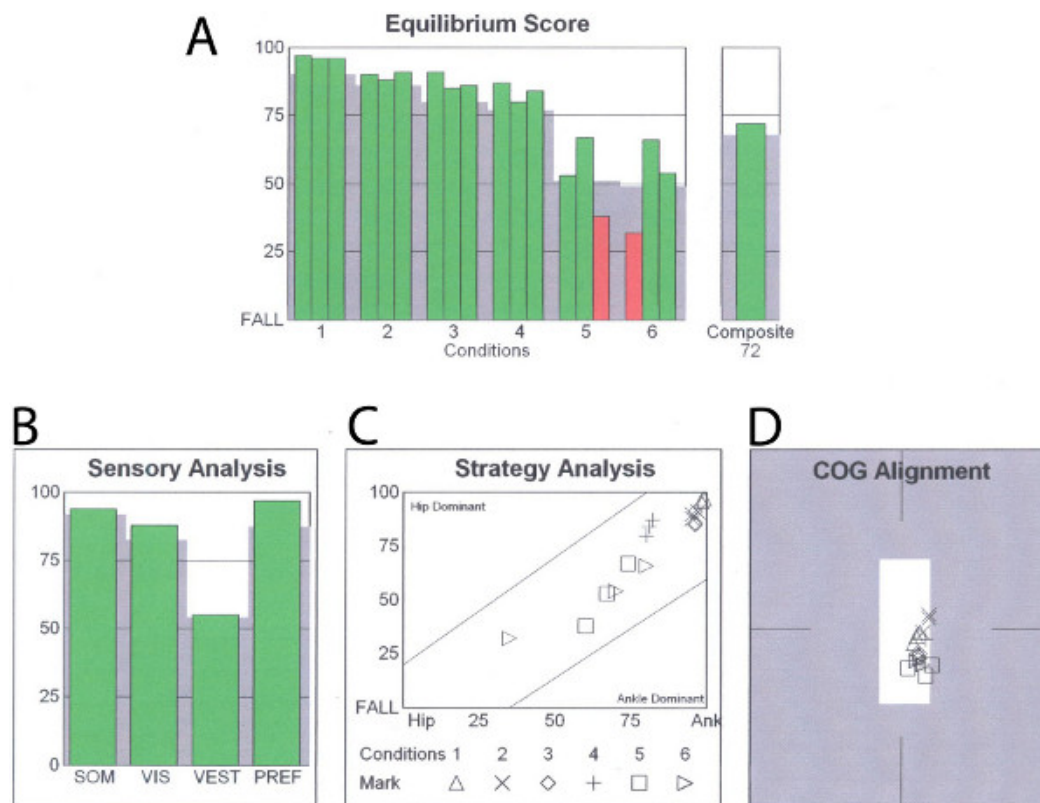 A
Equilibrium Score
100
75
50
25
FALL
1 2 3 4 5 6
Conditions
Composite
72
B
Sensory Analysis
100
75
50
25
0
SOM VIS VEST PREF
C
Strategy Analysis
100
75
50
25
FALL
Hip Dominant
Ankle Dominant
Hip 25 50 75 Ank
Conditions 1 2 3 4 5 6
Mark
D
COG Alignment